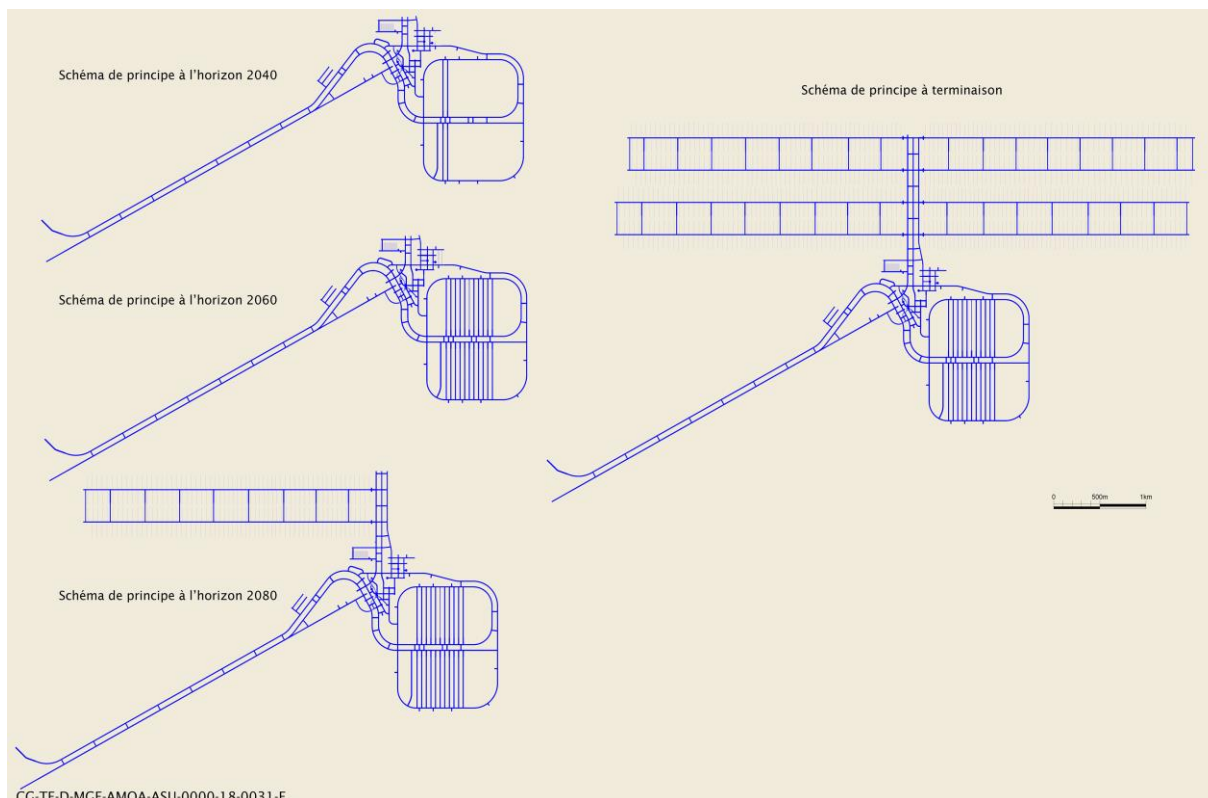 Schéma de principe à l'horizon 2040
Schéma de principe à terminaison
Schéma de principe à l'horizon 2060
0 500m 1km
Schéma de principe à l'horizon 2080
CG-TE-D-MGE-AMOA-ASU-0000-18-0031-F